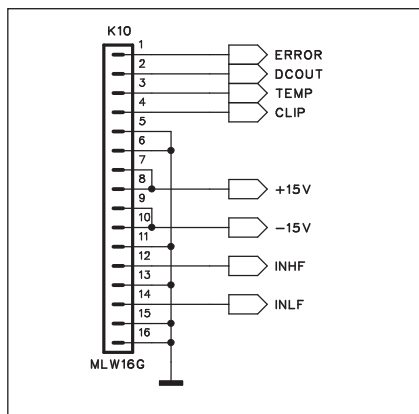 K10
1 ERROR
2 DCOUT
3 TEMP
4 CLIP
5
6
7
8 +15V
9
10 -15V
11
12 INHF
13
14 INLF
15
16
MLW16G